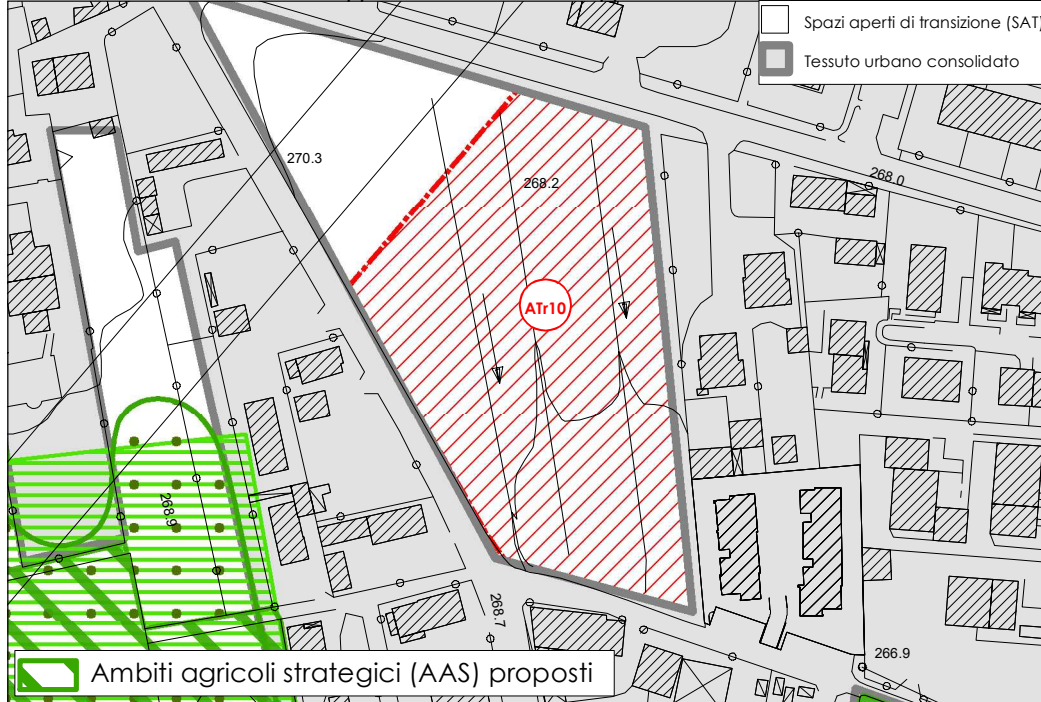 Spazi aperti di transizione (SAT)
Tessuto urbano consolidato
270.3
268.2
268.0
ATr10
268.9
268.7
266.9
Ambiti agricoli strategici (AAS) proposti